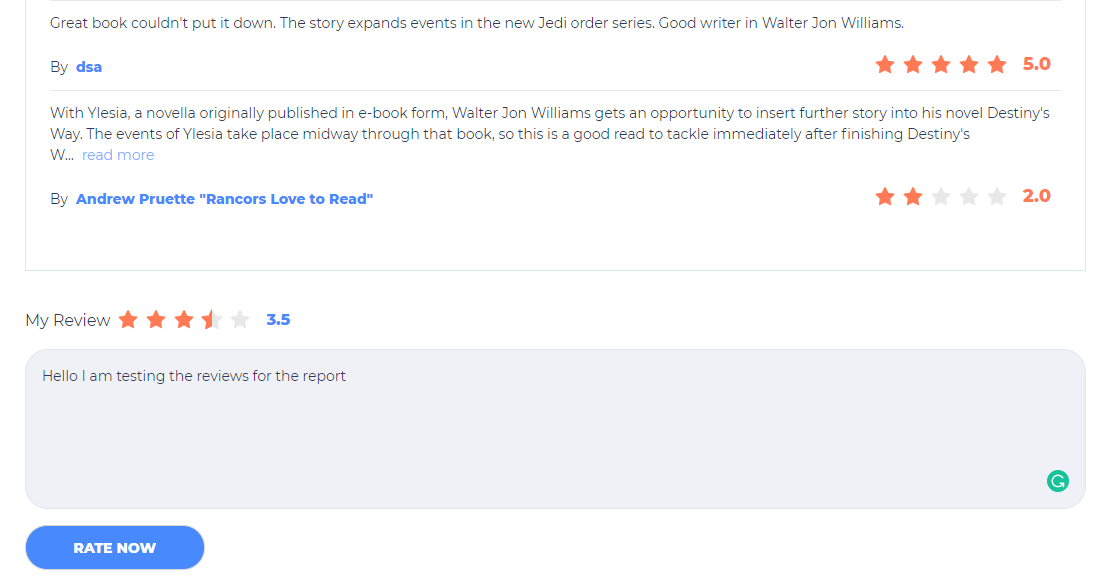 Great book couldn't put it down. The story expands events in the new Jedi order series. Good writer in Walter Jon Williams.
By dsa
5.0
With Ylesia, a novella originally published in e-book form, Walter Jon Williams gets an opportunity to insert further story into his novel Destiny's
Way. The events of Ylesia take place midway through that book, so this is a good read to tackle immediately after finishing Destiny's
W... read more
By Andrew Pruette "Rancors Love to Read"
2.0
My Review 3.5
Hello I am testing the reviews for the report
RATE NOW